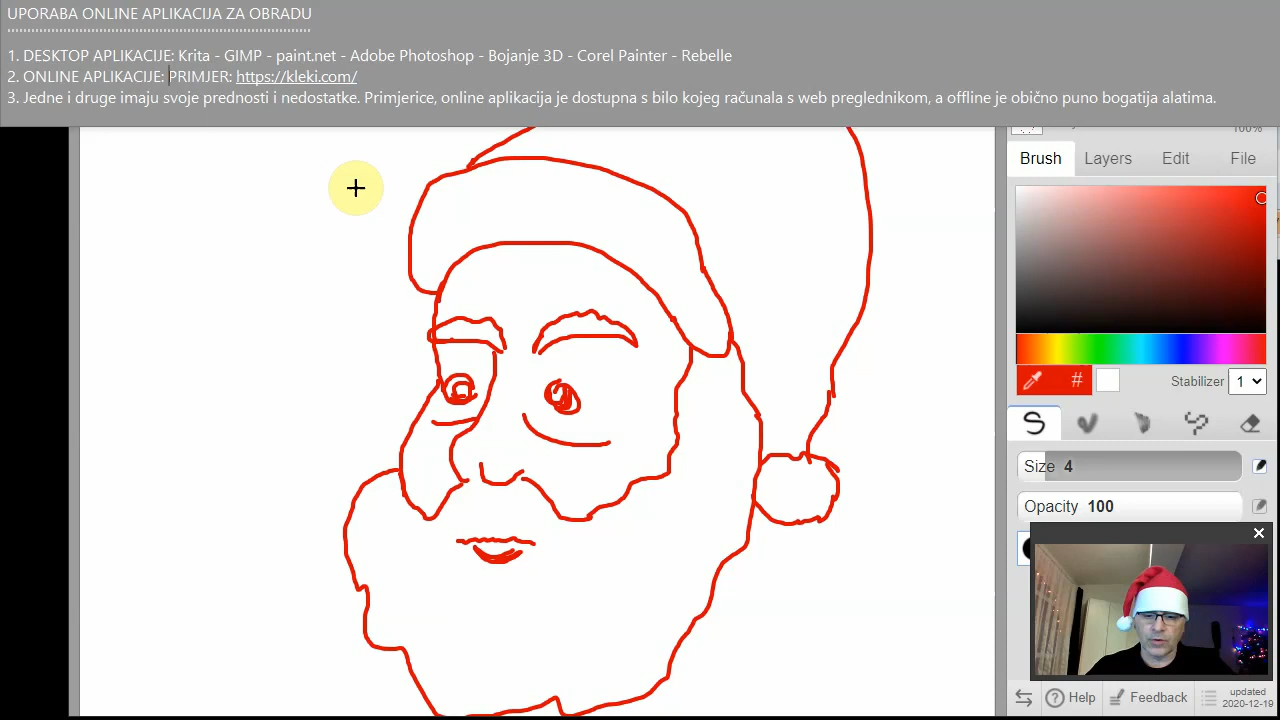 UPORABA ONLINE APLIKACIJA ZA OBRADU
1. DESKTOP APLIKACIJE: Krita - GIMP - paint.net - Adobe Photoshop - Bojanje 3D - Corel Painter - Rebelle
2. ONLINE APLIKACIJE: PRIMJER: https://kleki.com/
3. Jedne i druge imaju svoje prednosti i nedostatke. Primjerice, online aplikacija je dostupna s bilo kojeg računala s web preglednikom, a offline je obično puno bogatija alatima.
100%
Brush Layers Edit File
# Stabilizer 1
Size 4
Opacity 100
Help Feedback updated
2020-12-19